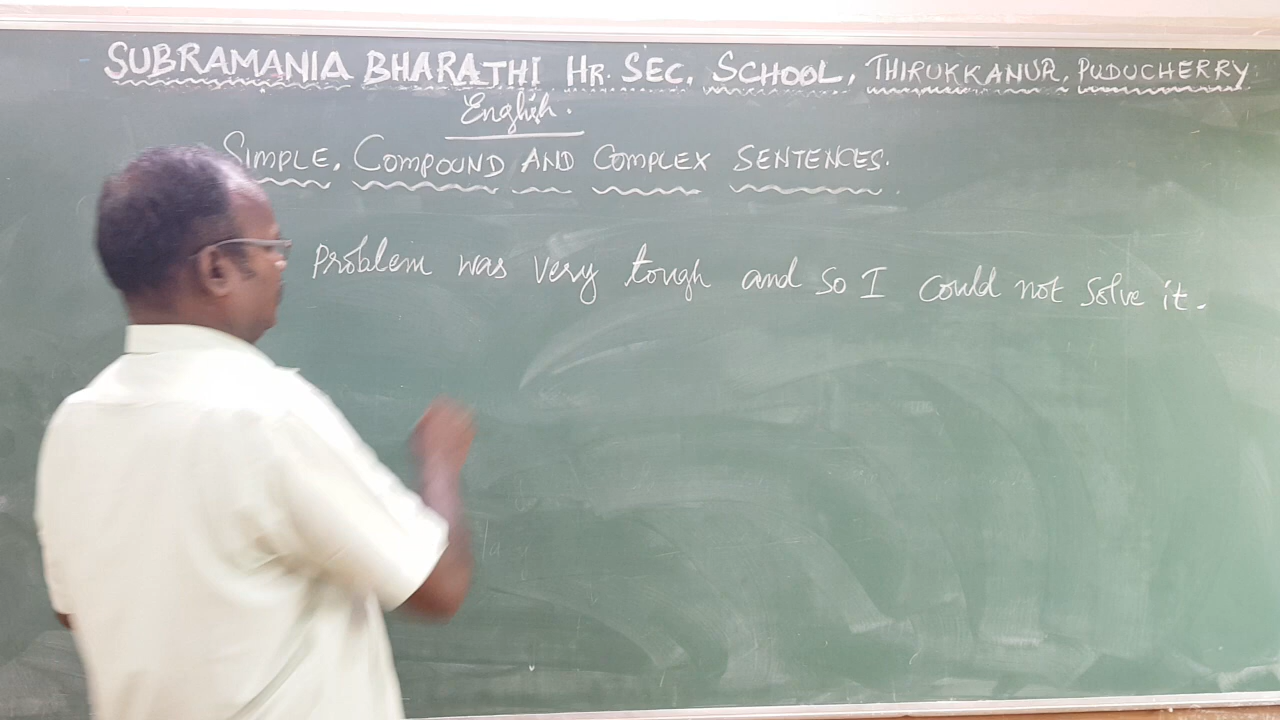 SUBRAMANIA BHARATHI HR. SEC. SCHOOL, THIRUKKANUR, PUDUCHERRY
English.
SIMPLE, COMPOUND AND COMPLEX SENTENCES.
Problem was very tough and so I could not solve it.